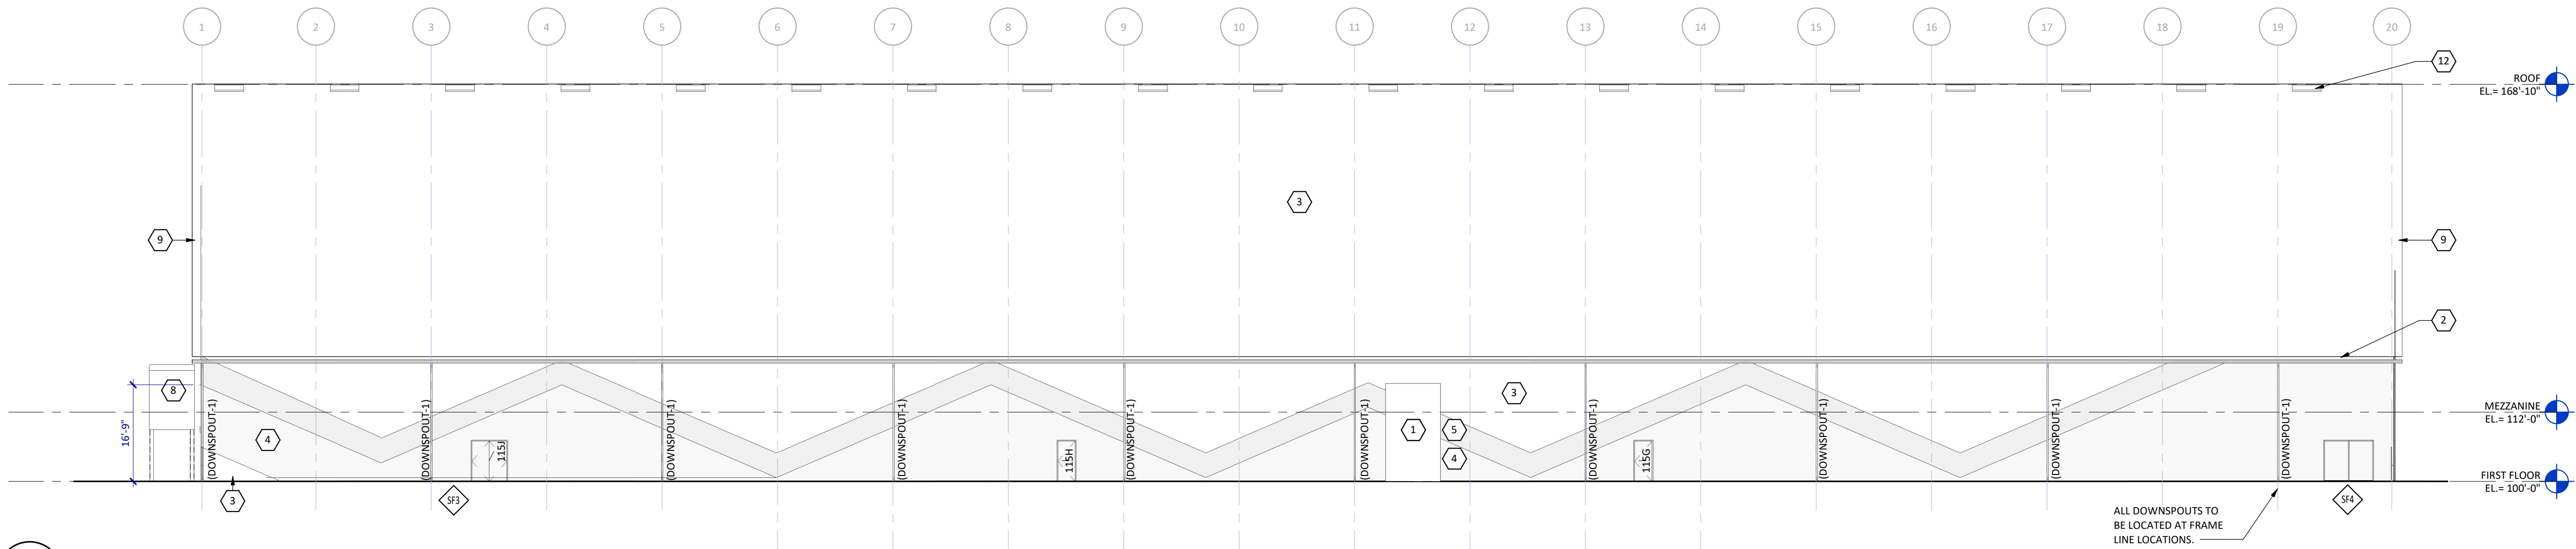 1 2 3 4 5 6 7 8 9 10 11 12 13 14 15 16 17 18 19 20
12
ROOF
EL.= 168'-10"
3
9
9
2
8
3
16'-9"
(DOWNSPOUT-1)
(DOWNSPOUT-1)
(DOWNSPOUT-1)
(DOWNSPOUT-1)
(DOWNSPOUT-1)
(DOWNSPOUT-1)
(DOWNSPOUT-1)
(DOWNSPOUT-1)
(DOWNSPOUT-1)
(DOWNSPOUT-1)
MEZZANINE
EL.= 112'-0"
4
1
5
4
115J
115H
115G
FIRST FLOOR
EL.= 100'-0"
3
SF3
SF4
ALL DOWNSPOUTS TO
BE LOCATED AT FRAME
LINE LOCATIONS.